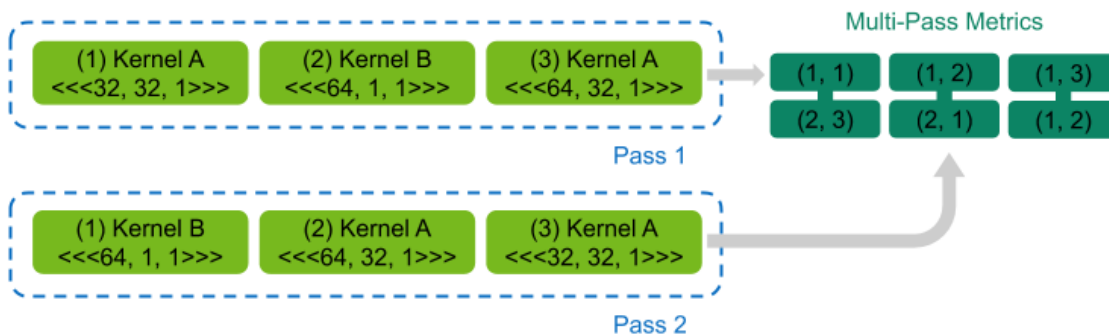 Multi-Pass Metrics
(1) Kernel A
<<<32, 32, 1>>>
(2) Kernel B
<<<64, 1, 1>>>
(3) Kernel A
<<<64, 32, 1>>>
Pass 1
(1, 1)
(1, 2)
(1, 3)
(2, 3)
(2, 1)
(1, 2)
(1) Kernel B
<<<64, 1, 1>>>
(2) Kernel A
<<<64, 32, 1>>>
(3) Kernel A
<<<32, 32, 1>>>
Pass 2